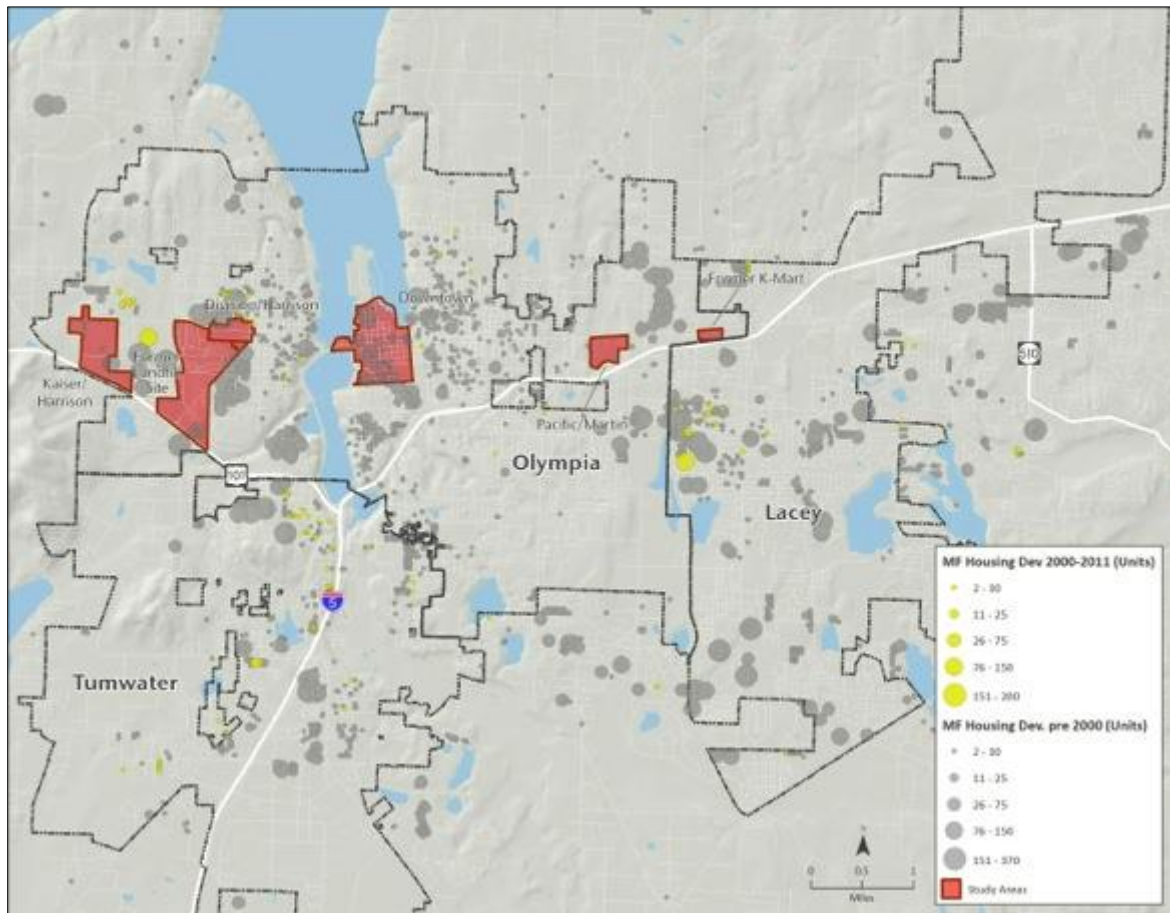 Former K-Mart
Division/Harrison
Downtown
Kaiser/
Harrison
Site
Pacific/Martin
Olympia
510
Lacey
5
Tumwater
MF Housing Dev 2000-2011 (Units)
2 - 10
11 - 25
26 - 75
76 - 150
151 - 200
MF Housing Dev. pre 2000 (Units)
2 - 10
11 - 25
26 - 75
76 - 150
151 - 370
Study Areas
0 0.5 1
Miles